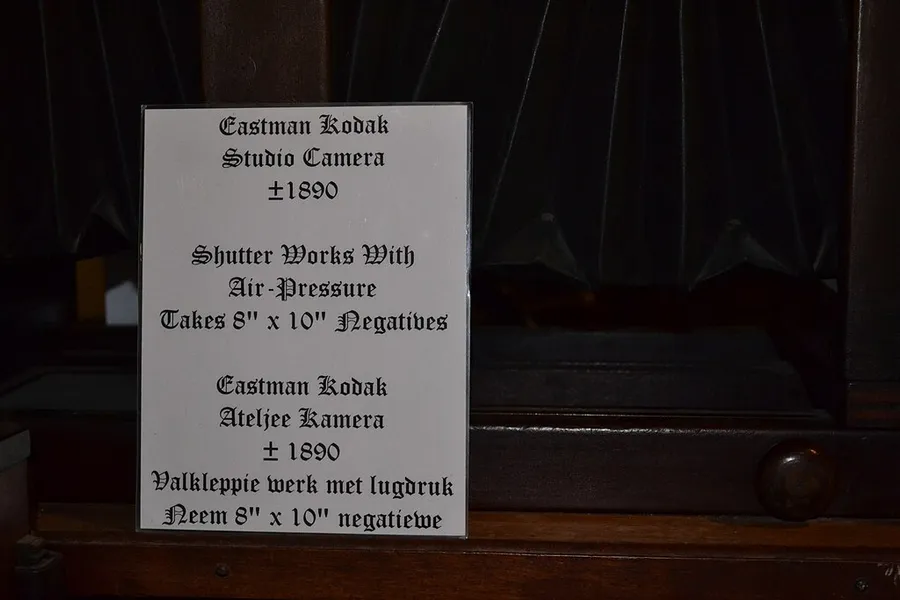 Eastman Kodak
Studio Camera
±1890
Shutter Works With
Air-Pressure
Takes 8" x 10" Negatives
Eastman Kodak
Ateljee Kamera
± 1890
Valkleppie werk met lugdruk
Neem 8" x 10" negatiewe